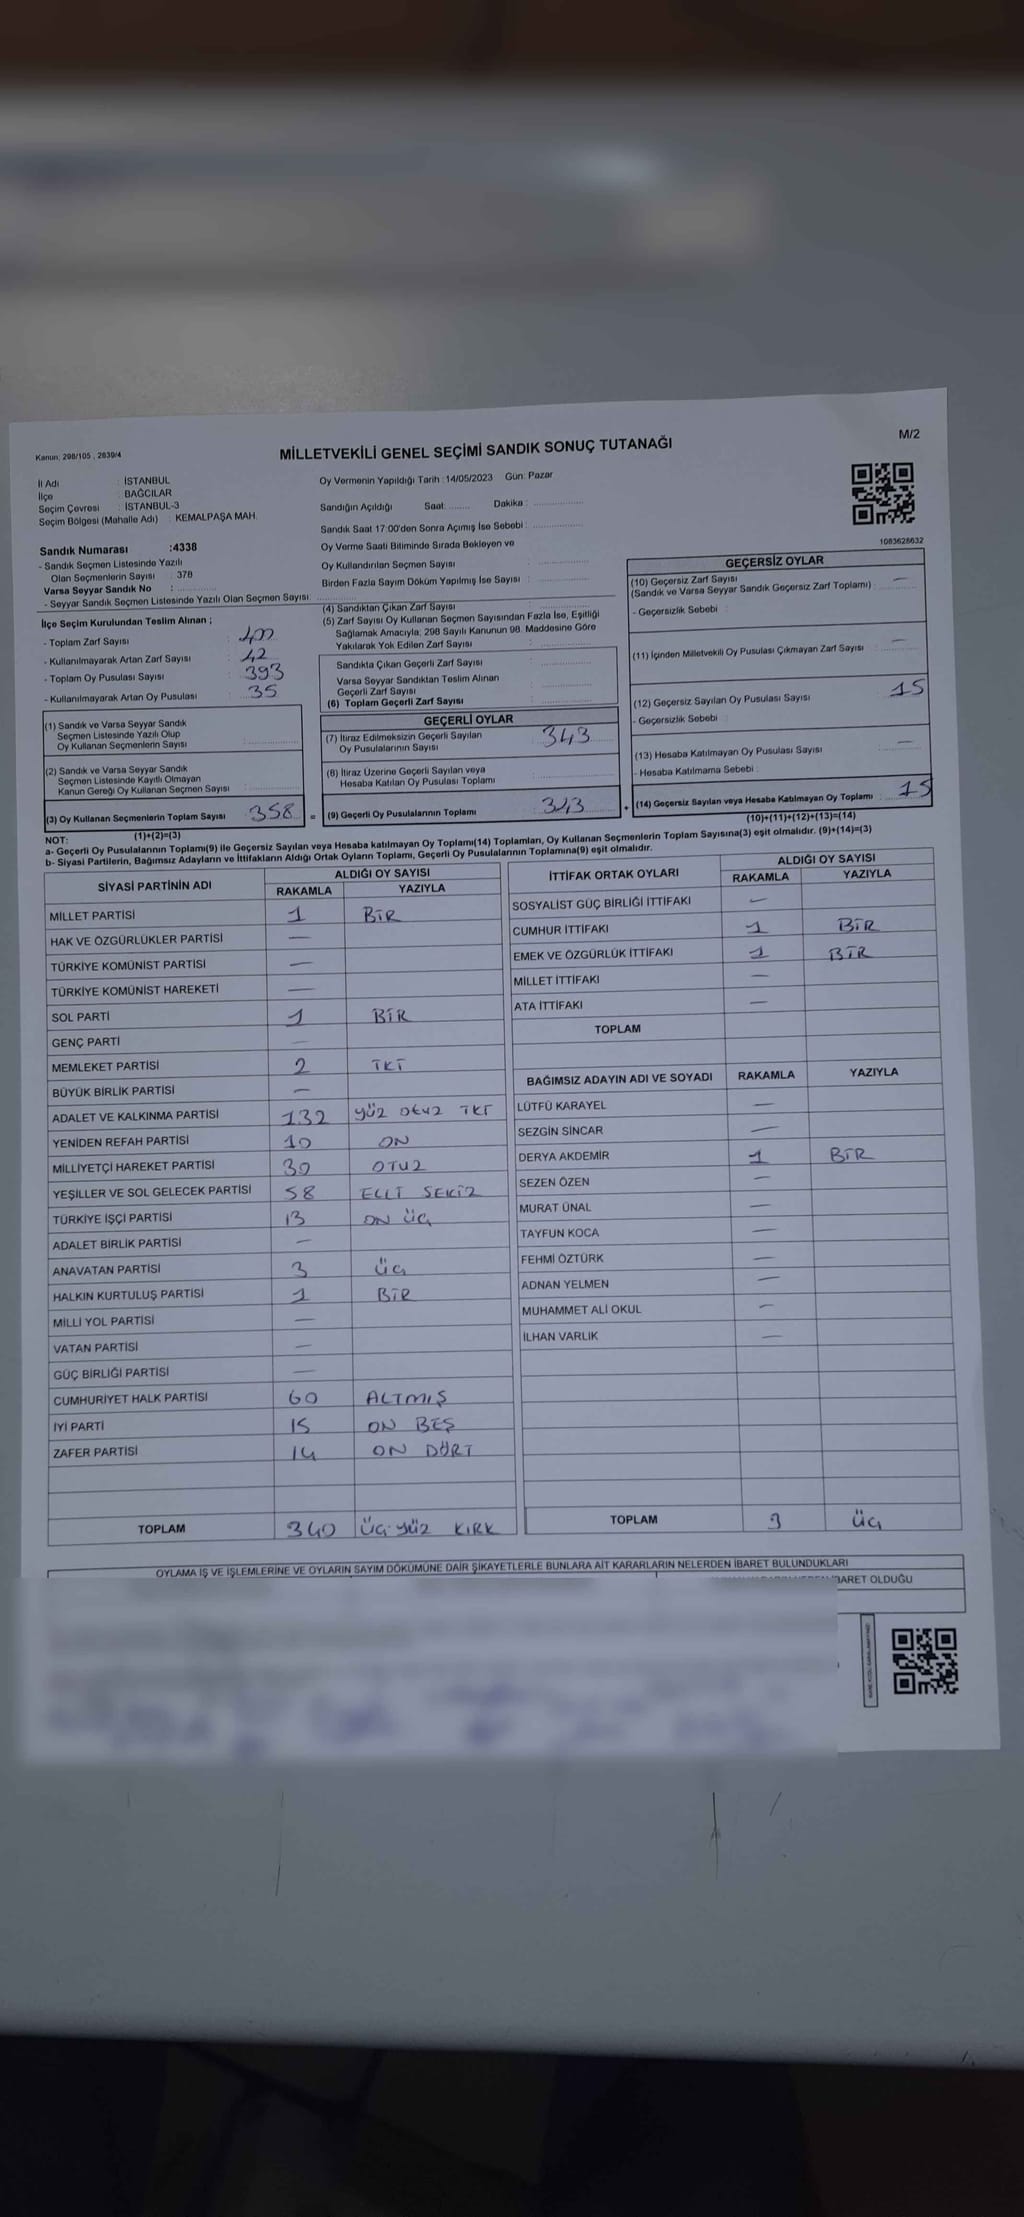 Kanun: 298/105 , 2839/4
MİLLETVEKİLİ GENEL SEÇİMİ SANDIK SONUÇ TUTANAĞI
M/2
İl Adı : İSTANBUL
İlçe : BAĞCILAR
Seçim Çevresi : İSTANBUL-3
Seçim Bölgesi (Mahalle Adı) : KEMALPAŞA MAH.
Oy Vermenin Yapıldığı Tarih :14/05/2023 Gün: Pazar
Sandığın Açıldığı Saat: Dakika :
Sandık Saat 17:00'den Sonra Açımış İse Sebebi :
Oy Verme Saati Bitiminde Sırada Bekleyen ve
Oy Kullandırılan Seçmen Sayısı :
Birden Fazla Sayım Döküm Yapılmış İse Sayısı :
1083628632
Sandık Numarası :4338
- Sandık Seçmen Listesinde Yazılı
Olan Seçmenlerin Sayısı : 378
Varsa Seyyar Sandık No :
- Seyyar Sandık Seçmen Listesinde Yazılı Olan Seçmen Sayısı
İlçe Seçim Kurulundan Teslim Alınan ;
- Toplam Zarf Sayısı : 400
- Kullanılmayarak Artan Zarf Sayısı : 42
- Toplam Oy Pusulası Sayısı : 393
- Kullanılmayarak Artan Oy Pusulası : 35
(1) Sandık ve Varsa Seyyar Sandık
Seçmen Listesinde Yazılı Olup
Oy Kullanan Seçmenlerin Sayısı :
(2) Sandık ve Varsa Seyyar Sandık
Seçmen Listesinde Kayıtlı Olmayan
Kanun Gereği Oy Kullanan Seçmen Sayısı :
(3) Oy Kullanan Seçmenlerin Toplam Sayısı 358 =
(1)+(2)=(3)
(4) Sandıktan Çıkan Zarf Sayısı :
(5) Zarf Sayısı Oy Kullanan Seçmen Sayısından Fazla İse, Eşitliği
Sağlamak Amacıyla; 298 Sayılı Kanunun 98. Maddesine Göre
Yakılarak Yok Edilen Zarf Sayısı :
Sandıkta Çıkan Geçerli Zarf Sayısı :
Varsa Seyyar Sandıktan Teslim Alınan
Geçerli Zarf Sayısı :
(6) Toplam Geçerli Zarf Sayısı :
GEÇERLİ OYLAR
(7) İtiraz Edilmeksizin Geçerli Sayılan
Oy Pusulalarının Sayısı : 343
(8) İtiraz Üzerine Geçerli Sayılan veya
Hesaba Katılan Oy Pusulası Toplamı :
(9) Geçerli Oy Pusulalarının Toplamı : 343 +
GEÇERSİZ OYLAR
(10) Geçersiz Zarf Sayısı
(Sandık ve Varsa Seyyar Sandık Geçersiz Zarf Toplamı) : —
- Geçersizlik Sebebi :
(11) İçinden Milletvekili Oy Pusulası Çıkmayan Zarf Sayısı : —
(12) Geçersiz Sayılan Oy Pusulası Sayısı : 15
- Geçersizlik Sebebi :
(13) Hesaba Katılmayan Oy Pusulası Sayısı : —
- Hesaba Katılmama Sebebi :
(14) Geçersiz Sayılan veya Hesaba Katılmayan Oy Toplamı : 15
(10)+(11)+(12)+(13)=(14)
NOT:
a- Geçerli Oy Pusulalarının Toplamı(9) ile Geçersiz Sayılan veya Hesaba katılmayan Oy Toplamı(14) Toplamları, Oy Kullanan Seçmenlerin Toplam Sayısına(3) eşit olmalıdır. (9)+(14)=(3)
b- Siyasi Partilerin, Bağımsız Adayların ve İttifakların Aldığı Ortak Oyların Toplamı, Geçerli Oy Pusulalarının Toplamına(9) eşit olmalıdır.
SİYASİ PARTİNİN ADI ALDIĞI OY SAYISI
RAKAMLA YAZIYLA
MİLLET PARTİSİ 1 BİR
HAK VE ÖZGÜRLÜKLER PARTİSİ —
TÜRKİYE KOMÜNİST PARTİSİ —
TÜRKİYE KOMÜNİST HAREKETİ —
SOL PARTİ 1 BİR
GENÇ PARTİ —
MEMLEKET PARTİSİ 2 İKİ
BÜYÜK BİRLİK PARTİSİ —
ADALET VE KALKINMA PARTİSİ 132 YÜZ OTUZ İKİ
YENİDEN REFAH PARTİSİ 10 ON
MİLLİYETÇİ HAREKET PARTİSİ 30 OTUZ
YEŞİLLER VE SOL GELECEK PARTİSİ 58 ELLİ SEKİZ
TÜRKİYE İŞÇİ PARTİSİ 13 ON ÜÇ
ADALET BİRLİK PARTİSİ —
ANAVATAN PARTİSİ 3 ÜÇ
HALKIN KURTULUŞ PARTİSİ 1 BİR
MİLLİ YOL PARTİSİ —
VATAN PARTİSİ —
GÜÇ BİRLİĞİ PARTİSİ —
CUMHURİYET HALK PARTİSİ 60 ALTMIŞ
İYİ PARTİ 15 ON BEŞ
ZAFER PARTİSİ 14 ON DÖRT
TOPLAM 340 ÜÇ YÜZ KIRK
İTTİFAK ORTAK OYLARI ALDIĞI OY SAYISI
RAKAMLA YAZIYLA
SOSYALİST GÜÇ BİRLİĞİ İTTİFAKI —
CUMHUR İTTİFAKI 1 BİR
EMEK VE ÖZGÜRLÜK İTTİFAKI 1 BİR
MİLLET İTTİFAKI —
ATA İTTİFAKI —
TOPLAM
BAĞIMSIZ ADAYIN ADI VE SOYADI RAKAMLA YAZIYLA
LÜTFÜ KARAYEL —
SEZGİN SİNCAR —
DERYA AKDEMİR 1 BİR
SEZEN ÖZEN —
MURAT ÜNAL —
TAYFUN KOCA —
FEHMİ ÖZTÜRK —
ADNAN YELMEN —
MUHAMMET ALİ OKUL —
İLHAN VARLIK —
TOPLAM 3 ÜÇ
OYLAMA İŞ VE İŞLEMLERİNE VE OYLARIN SAYIM DÖKÜMÜNE DAİR ŞİKAYETLERLE BUNLARA AİT KARARLARIN NELERDEN İBARET BULUNDUKLARI
OLDUĞU